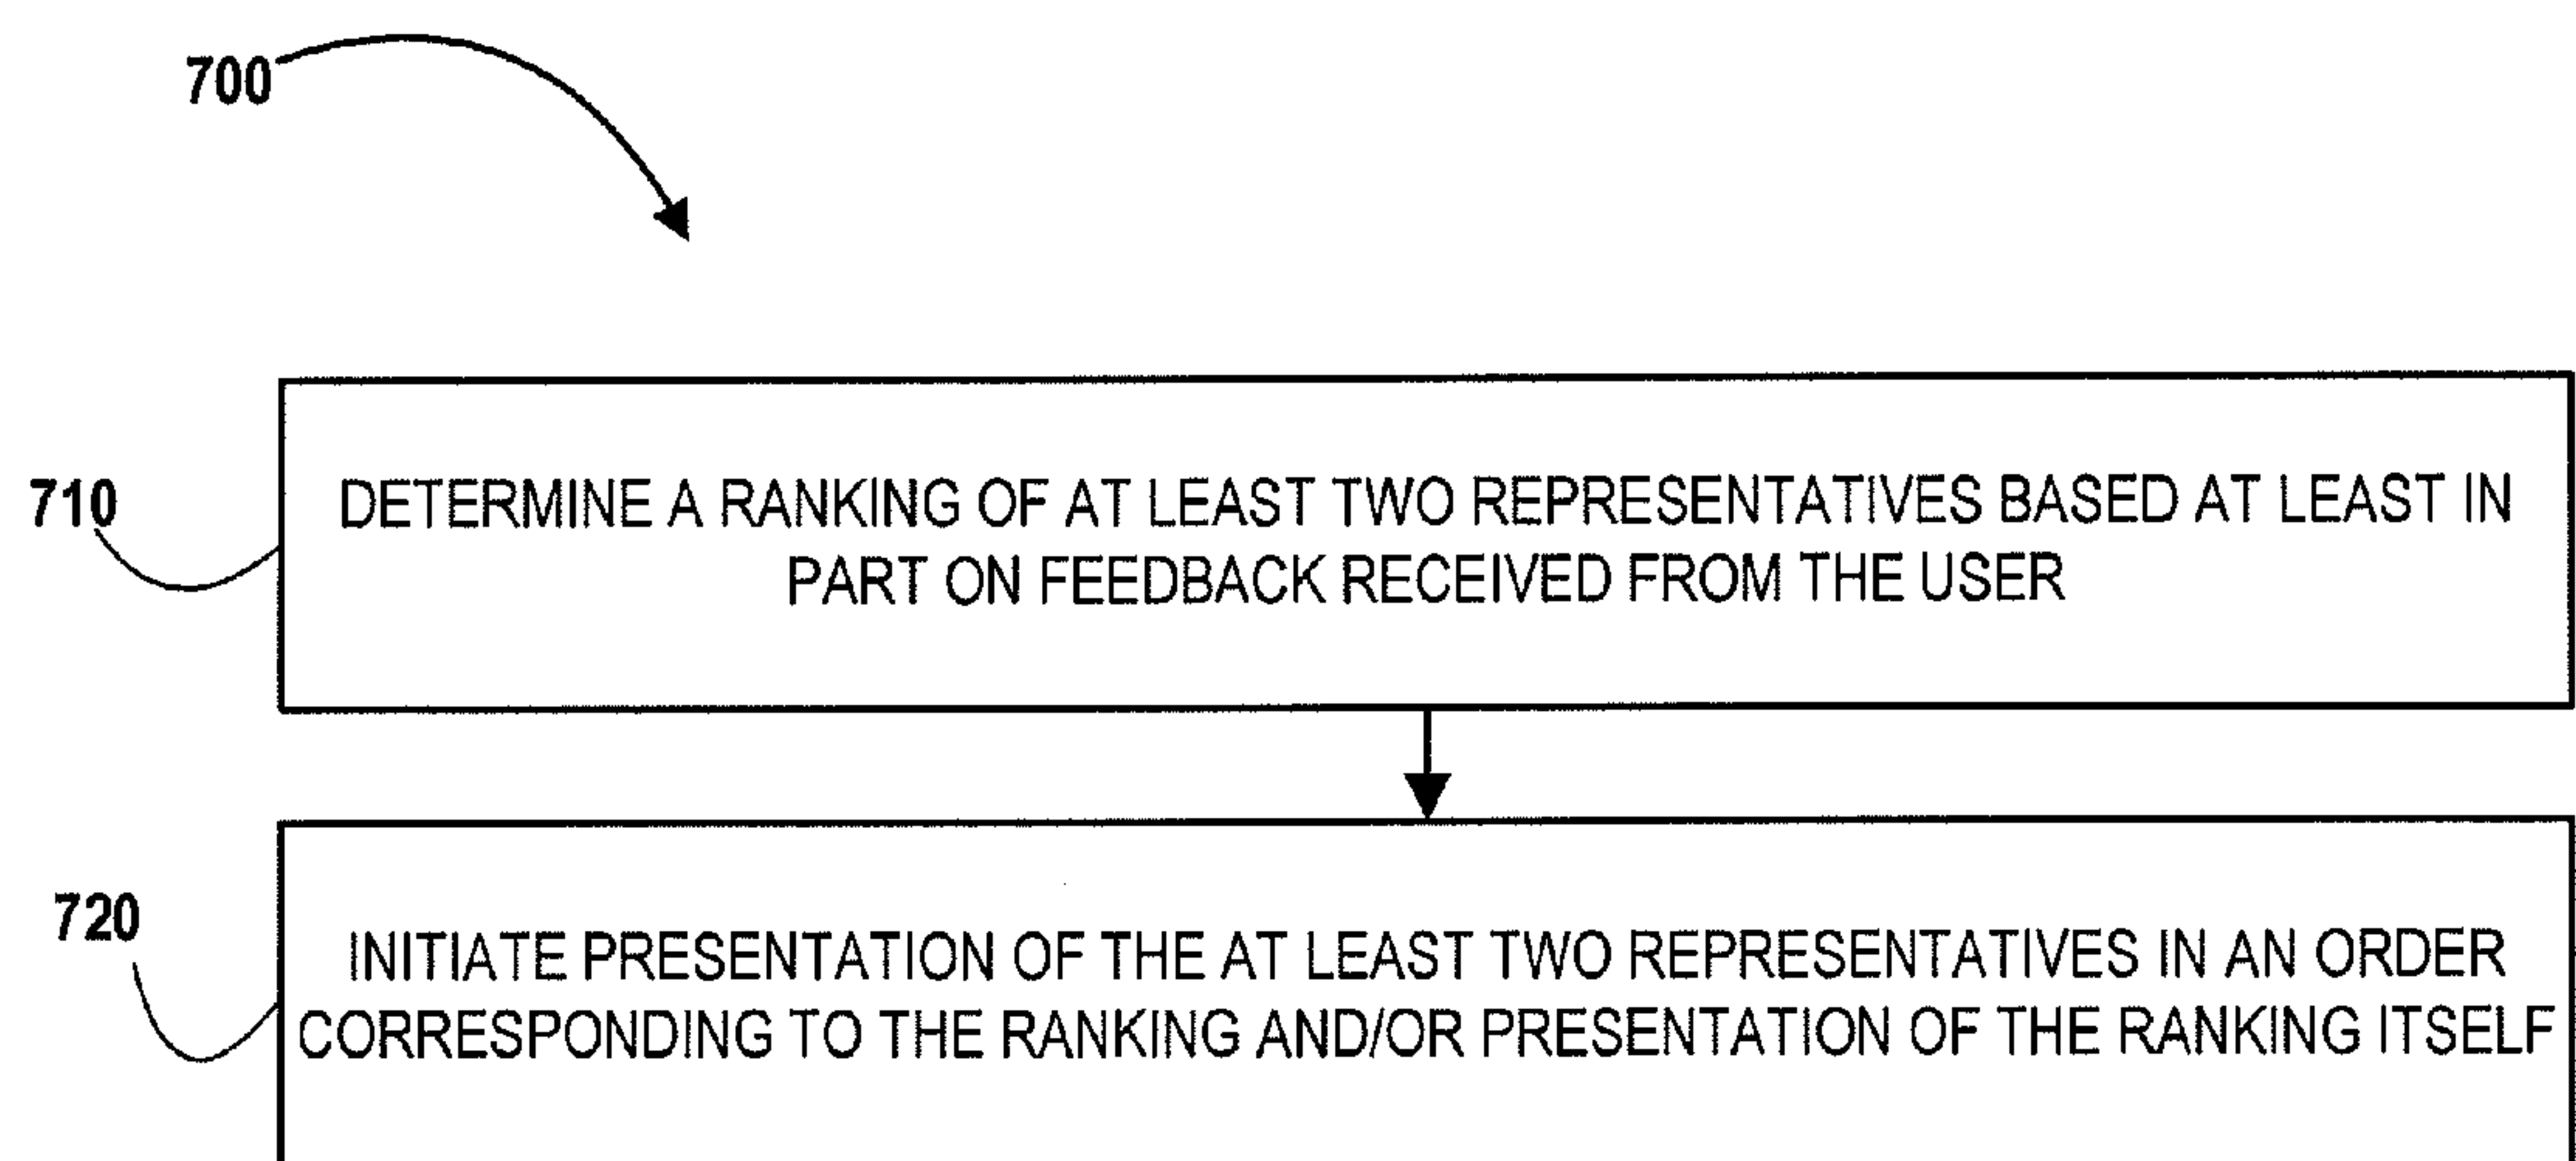 700
710
DETERMINE A RANKING OF AT LEAST TWO REPRESENTATIVES BASED AT LEAST IN
PART ON FEEDBACK RECEIVED FROM THE USER
720
INITIATE PRESENTATION OF THE AT LEAST TWO REPRESENTATIVES IN AN ORDER
CORRESPONDING TO THE RANKING AND/OR PRESENTATION OF THE RANKING ITSELF